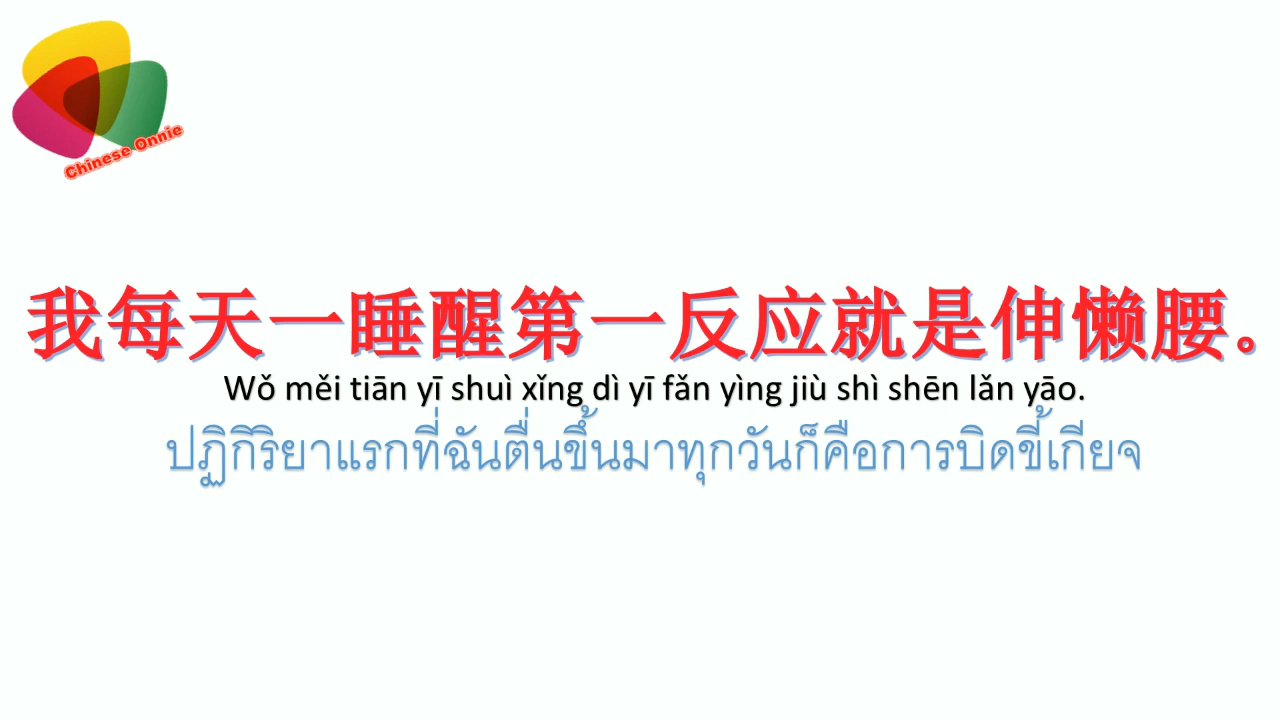 Chinese Onnie
我每天一睡醒第一反应就是伸懒腰。
Wǒ měi tiān yī shuì xǐng dì yī fǎn yìng jiù shì shēn lǎn yāo.
ปฏิกิริยาแรกที่ฉันตื่นขึ้นมาทุกวันก็คือการบิดขี้เกียจ